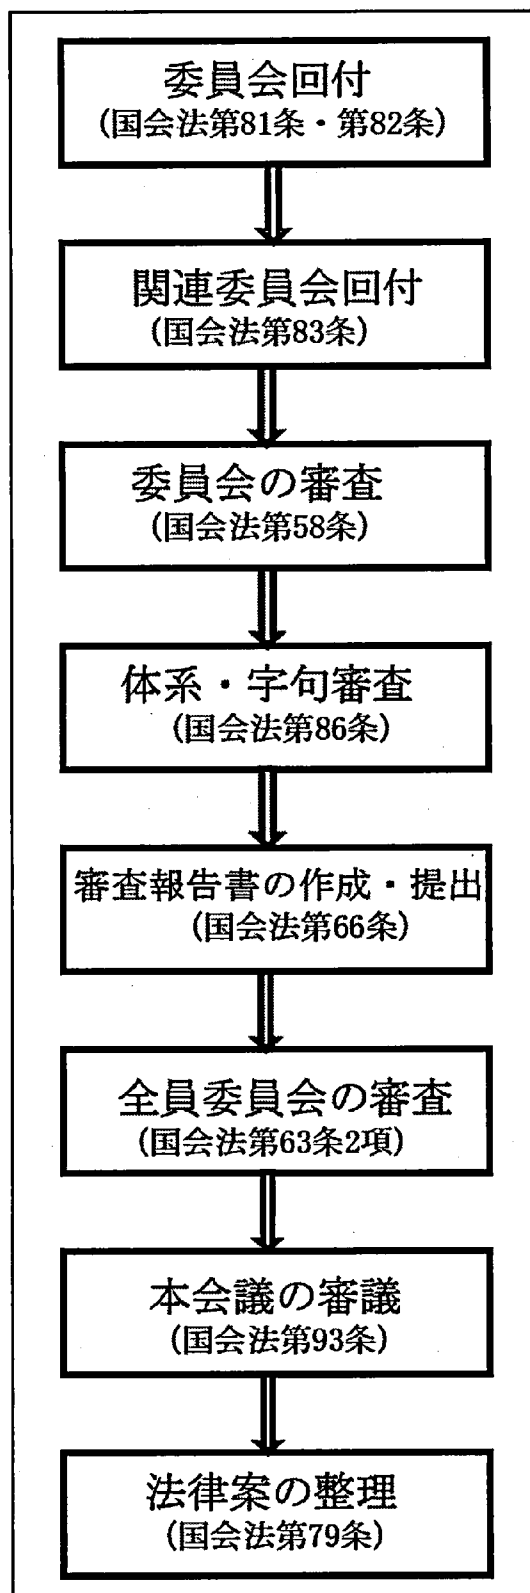 委員会回付
(国会法第81条・第82条)
関連委員会回付
(国会法第83条)
委員会の審査
(国会法第58条)
体系・字句審査
(国会法第86条)
審査報告書の作成・提出
(国会法第66条)
全員委員会の審査
(国会法第63条2項)
本会議の審議
(国会法第93条)
法律案の整理
(国会法第79条)